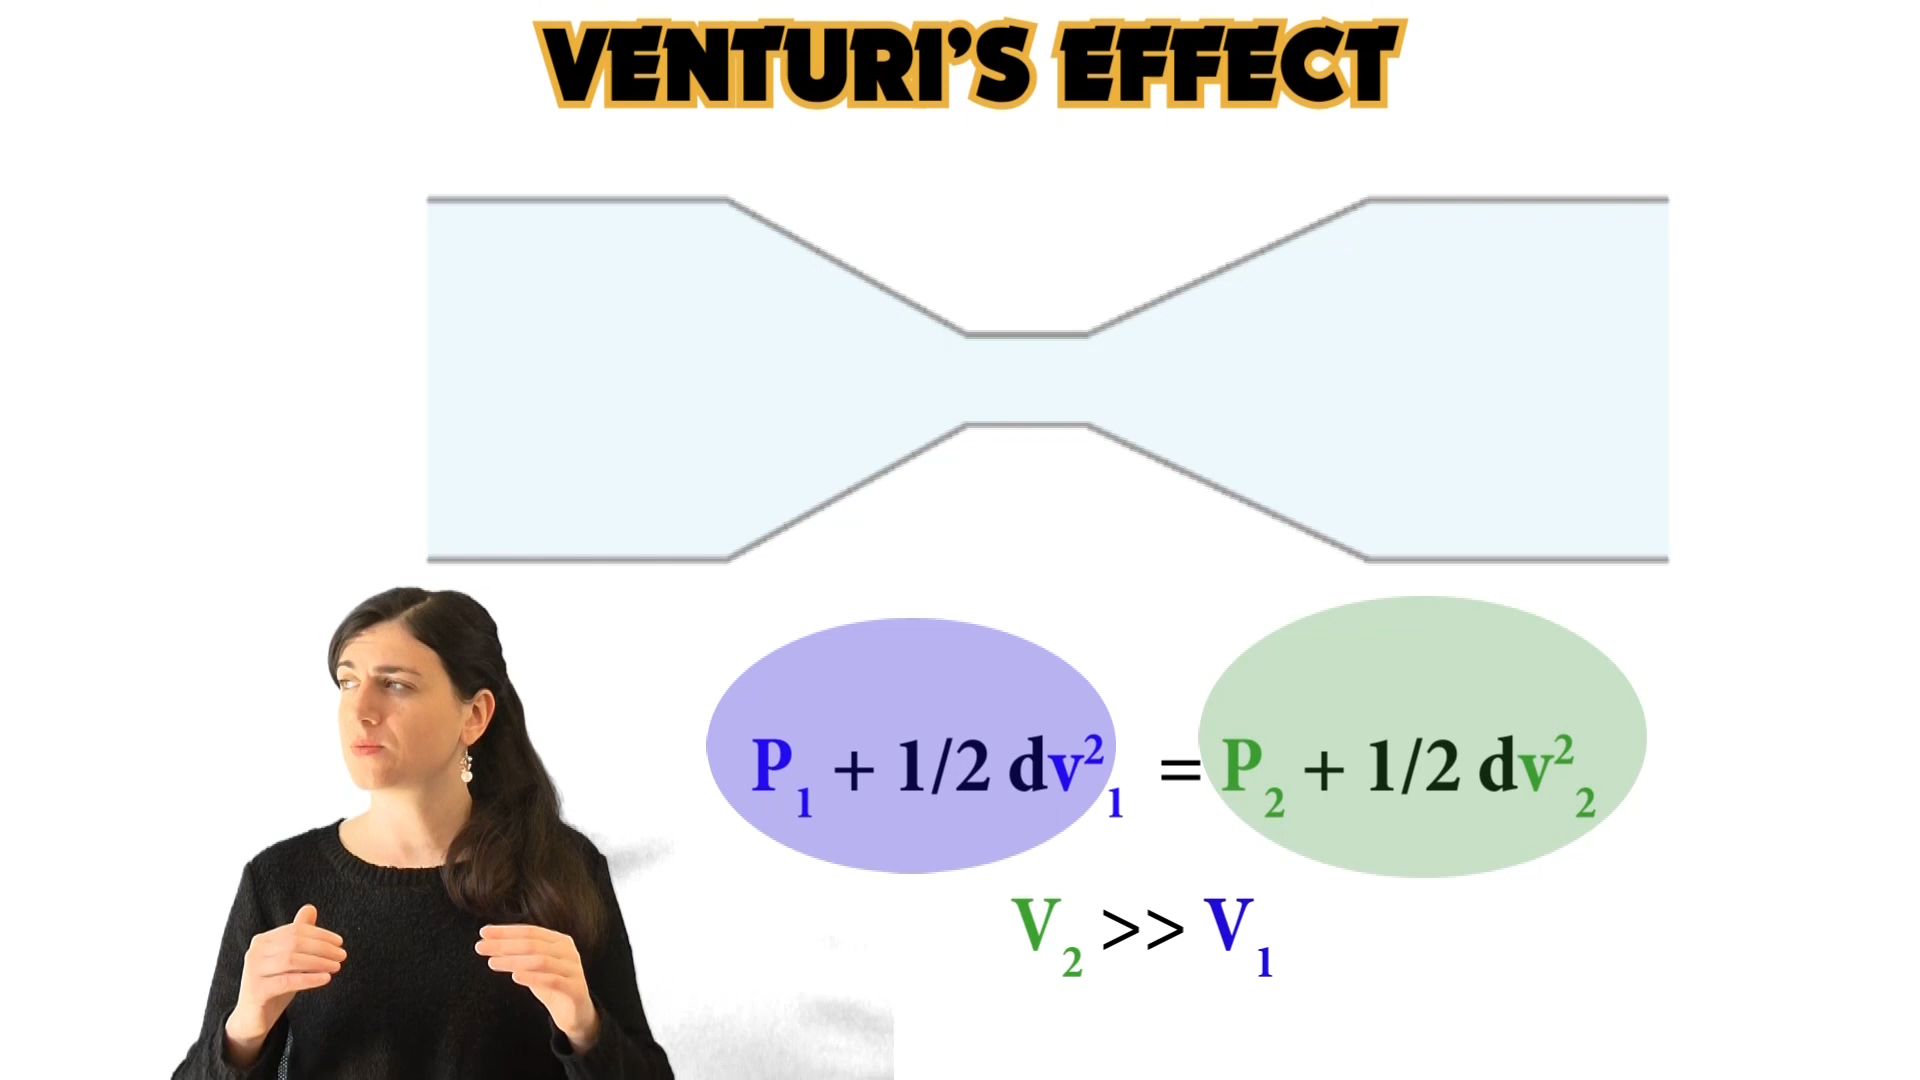 VENTURI'S EFFECT
P₁ + 1/2 dv²₁ = P₂ + 1/2 dv²₂
V₂ >> V₁